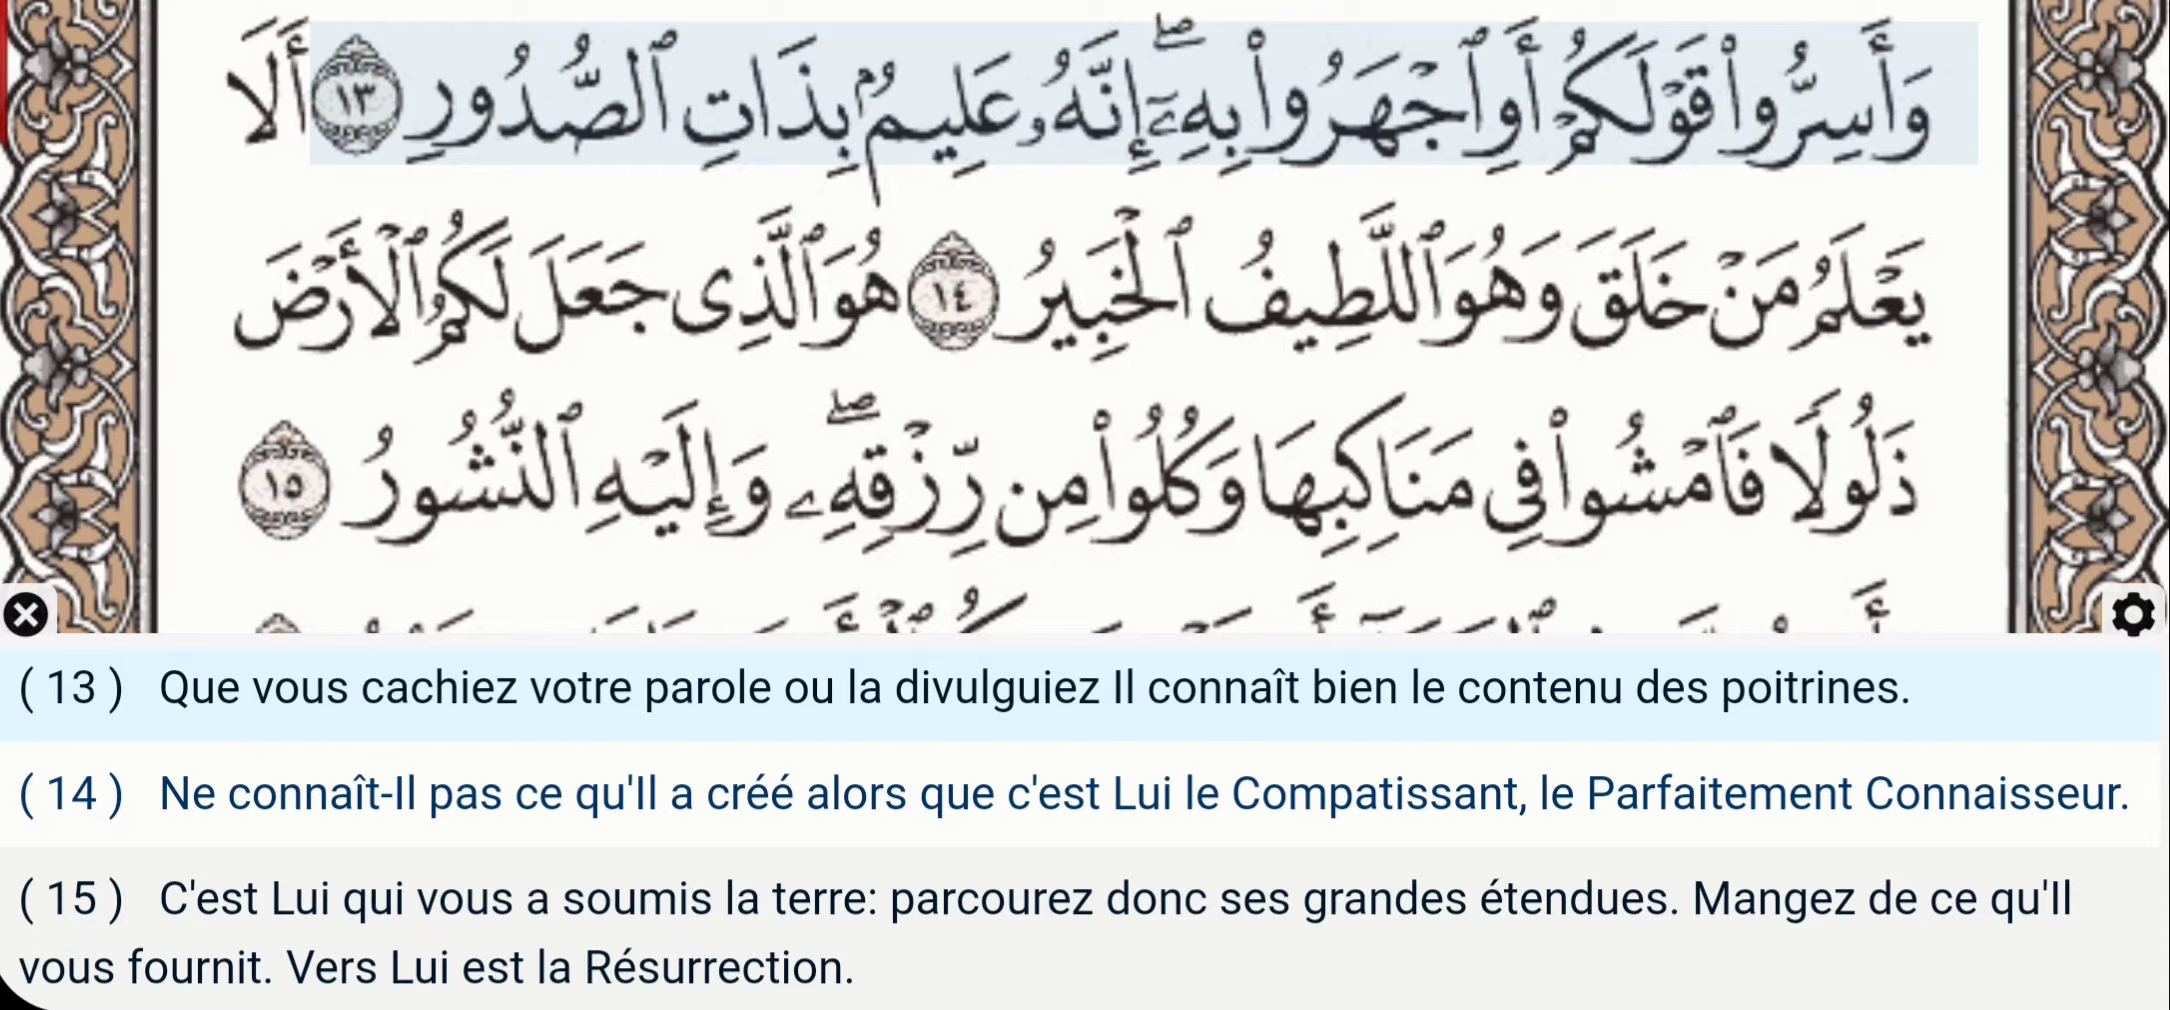 وَأَسِرُّوا۟ قَوْلَكُمْ أَوِ ٱجْهَرُوا۟ بِهِۦٓ ۖ إِنَّهُۥ عَلِيمٌۢ بِذَاتِ ٱلصُّدُورِ ١٣ أَلَا
يَعْلَمُ مَنْ خَلَقَ وَهُوَ ٱللَّطِيفُ ٱلْخَبِيرُ ١٤ هُوَ ٱلَّذِى جَعَلَ لَكُمُ ٱلْأَرْضَ
ذَلُولًا فَٱمْشُوا۟ فِى مَنَاكِبِهَا وَكُلُوا۟ مِن رِّزْقِهِۦ ۖ وَإِلَيْهِ ٱلنُّشُورُ ١٥
( 13 ) Que vous cachiez votre parole ou la divulguiez Il connaît bien le contenu des poitrines.
( 14 ) Ne connaît-Il pas ce qu'Il a créé alors que c'est Lui le Compatissant, le Parfaitement Connaisseur.
( 15 ) C'est Lui qui vous a soumis la terre: parcourez donc ses grandes étendues. Mangez de ce qu'Il
vous fournit. Vers Lui est la Résurrection.